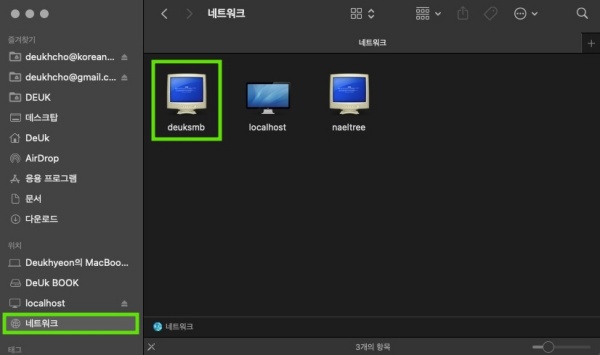 네트워크
네트워크
즐겨찾기
deukhcho@korean...
deukhcho@gmail.c...
DEUK
데스크탑
DeUk
AirDrop
응용 프로그램
문서
다운로드
위치
Deukhyeon의 MacBoo...
DeUk BOOK
localhost
네트워크
태그
deuksmb
localhost
naeltree
네트워크
3개의 항목